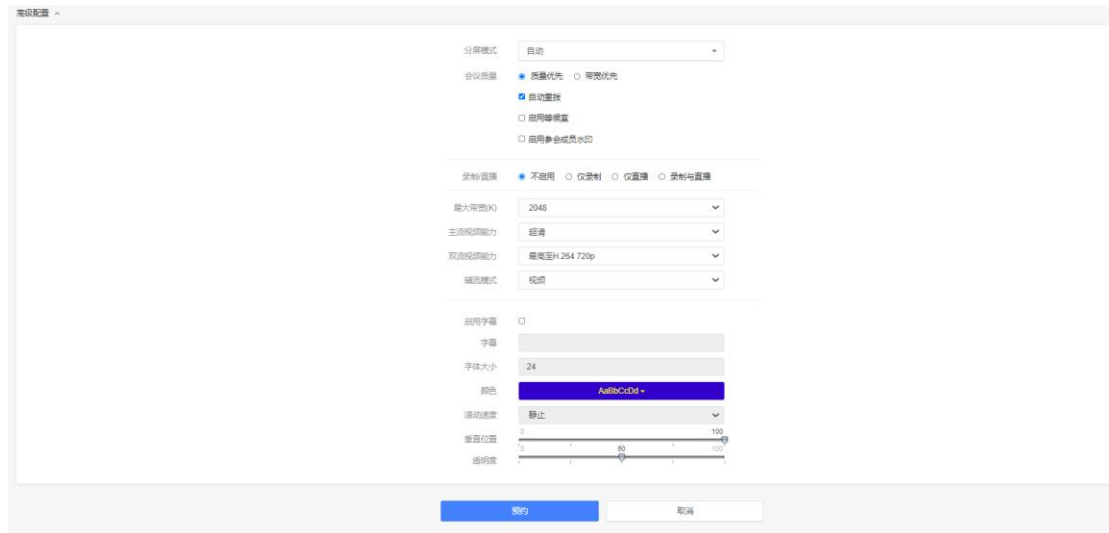 高级配置
分屏模式 自动
会议质量 质量优先 带宽优先
自动重拨
启用等候室
启用参会成员水印
录制/直播 不启用 仅录制 仅直播 录制与直播
最大带宽(K) 2048
主流视频能力 超清
双流视频能力 最高至H.264 720p
辅流模式 视频
启用字幕
字幕
字体大小 24
颜色 AaBbCcDd
滚动速度 静止
0 100
垂直位置
0 50 100
透明度
预约 取消